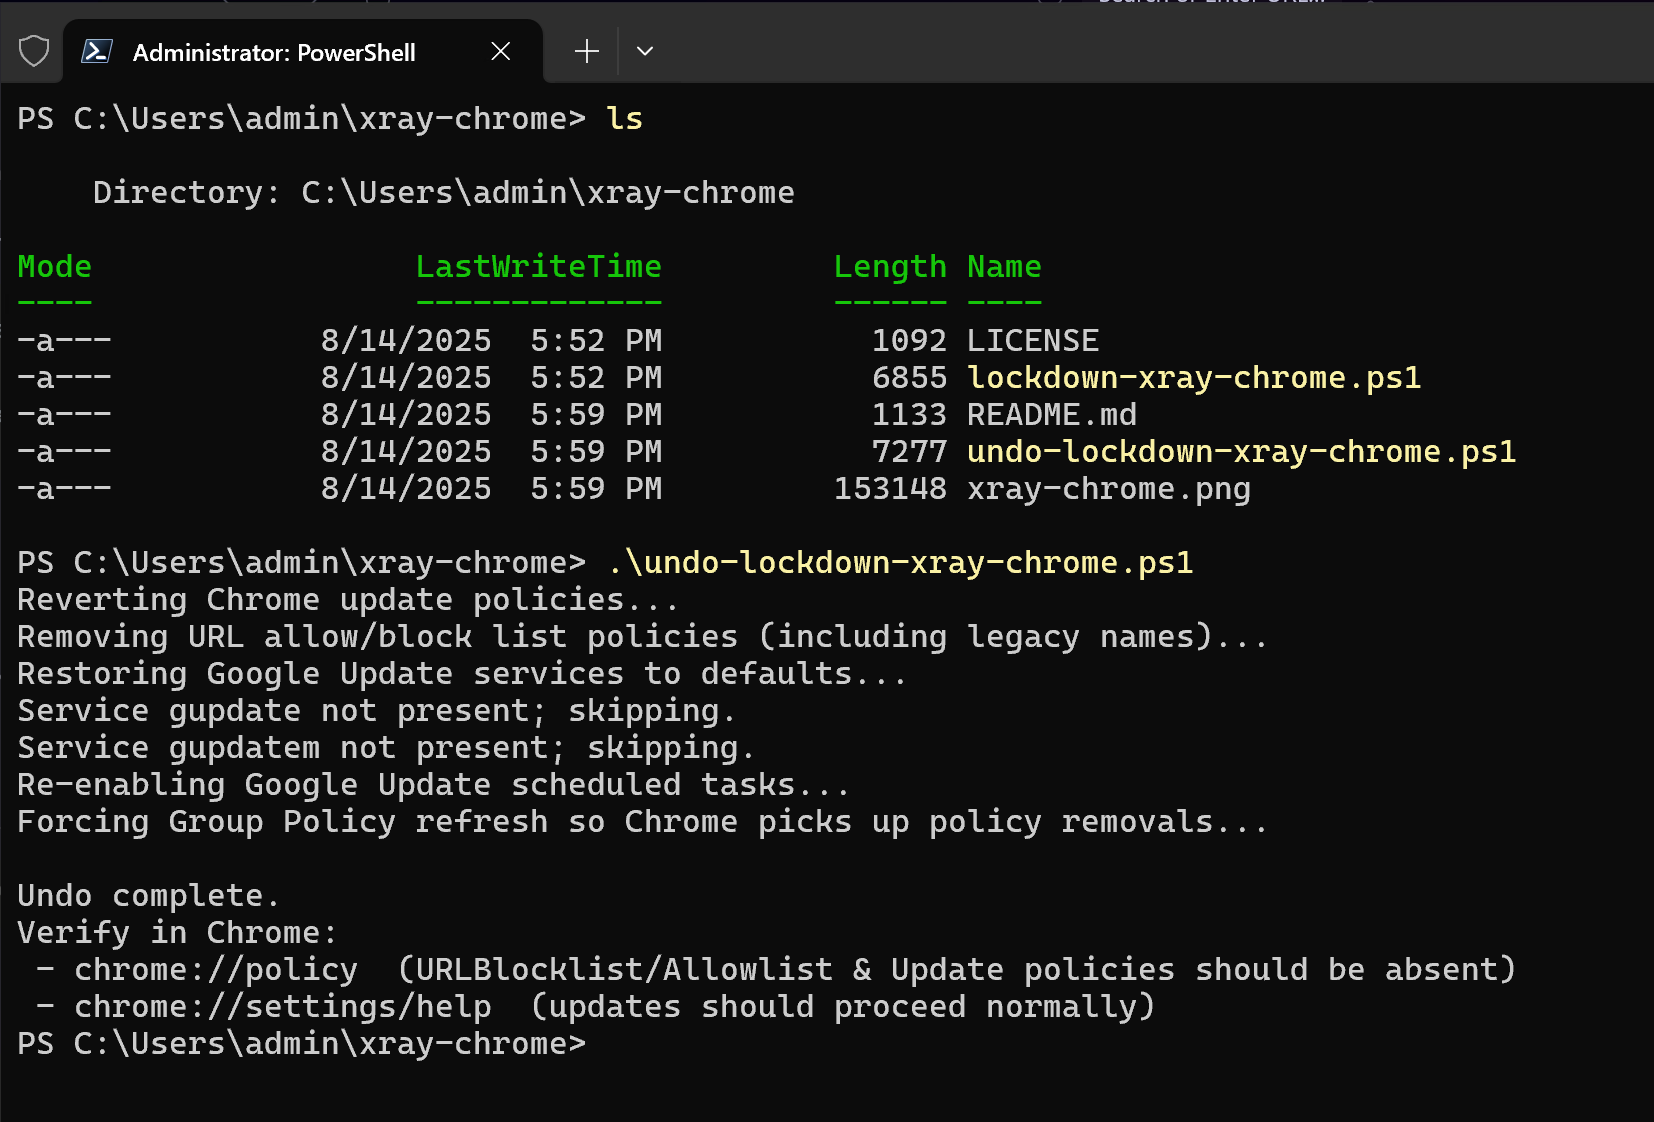 Administrator: PowerShell
PS C:\Users\admin\xray-chrome> ls
Directory: C:\Users\admin\xray-chrome
Mode LastWriteTime Length Name
---- ------------- ------ ----
-a--- 8/14/2025 5:52 PM 1092 LICENSE
-a--- 8/14/2025 5:52 PM 6855 lockdown-xray-chrome.ps1
-a--- 8/14/2025 5:59 PM 1133 README.md
-a--- 8/14/2025 5:59 PM 7277 undo-lockdown-xray-chrome.ps1
-a--- 8/14/2025 5:59 PM 153148 xray-chrome.png
PS C:\Users\admin\xray-chrome> .\undo-lockdown-xray-chrome.ps1
Reverting Chrome update policies...
Removing URL allow/block list policies (including legacy names)...
Restoring Google Update services to defaults...
Service gupdate not present; skipping.
Service gupdatem not present; skipping.
Re-enabling Google Update scheduled tasks...
Forcing Group Policy refresh so Chrome picks up policy removals...
Undo complete.
Verify in Chrome:
- chrome://policy (URLBlocklist/Allowlist & Update policies should be absent)
- chrome://settings/help (updates should proceed normally)
PS C:\Users\admin\xray-chrome>